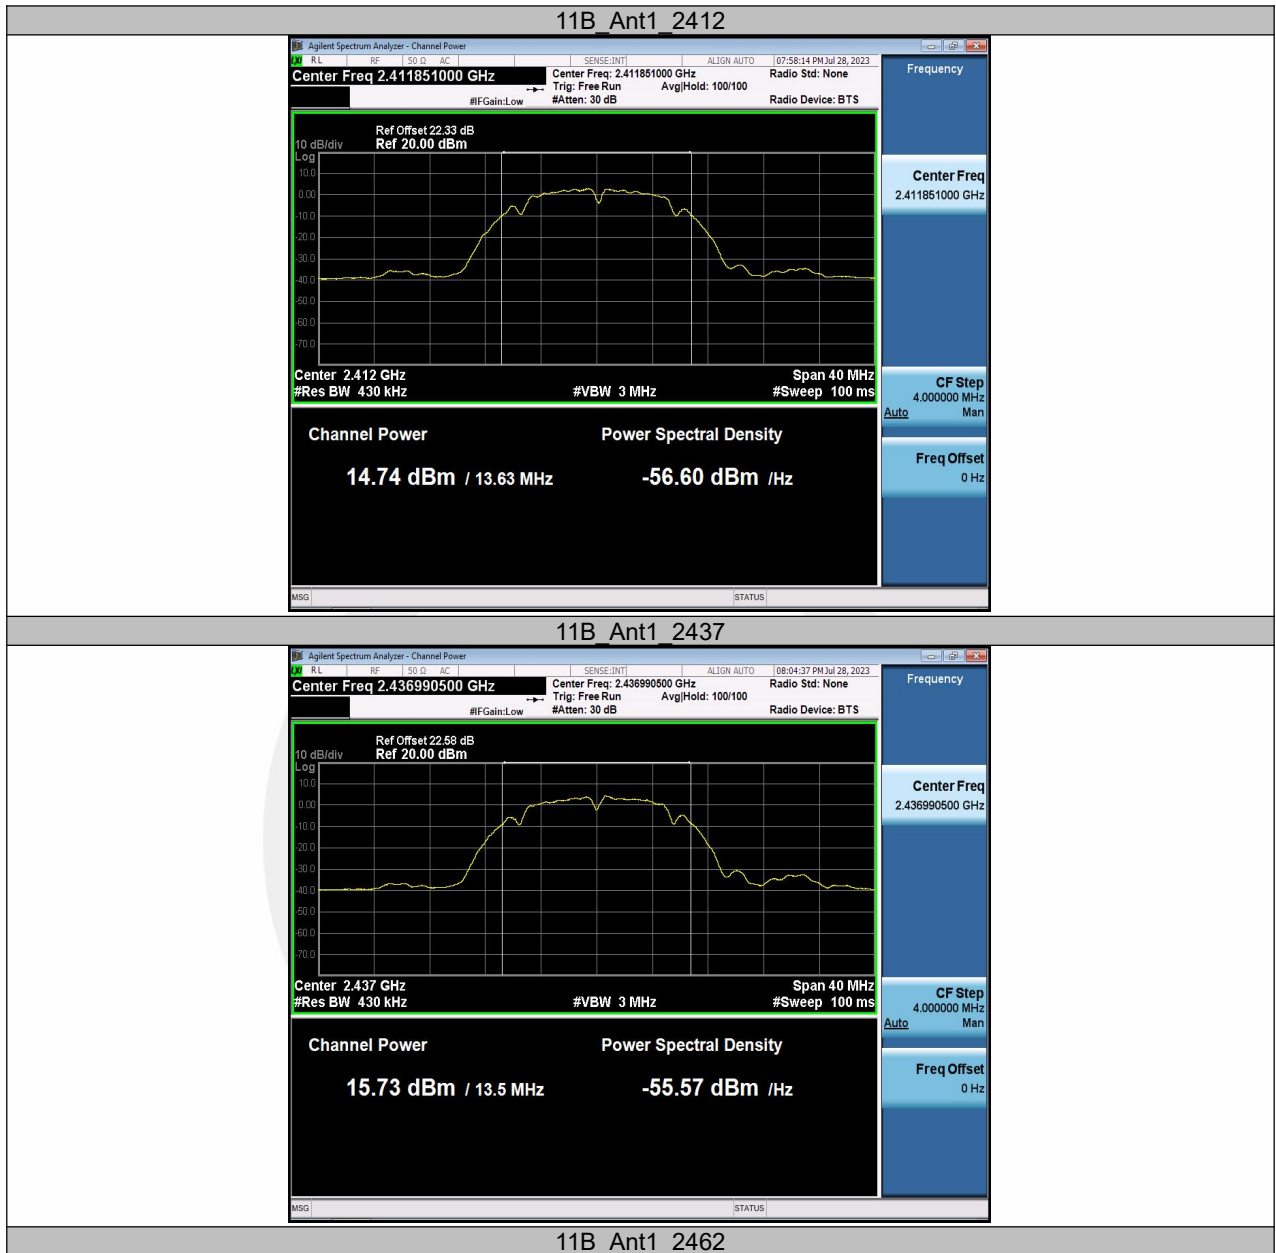 11B_Ant1_2412
Agilent Spectrum Analyzer - Channel Power
LXI RL RF 50 Ω AC SENSE:INT ALIGN AUTO 07:58:14 PM Jul 28, 2023
Center Freq 2.411851000 GHz
Center Freq: 2.411851000 GHz Radio Std: None
Trig: Free Run Avg|Hold: 100/100
#IFGain:Low #Atten: 30 dB Radio Device: BTS
Frequency
Ref Offset 22.33 dB
10 dB/div Ref 20.00 dBm
Log
10.0
0.00
-10.0
-20.0
-30.0
-40.0
-50.0
-60.0
-70.0
Center 2.412 GHz Span 40 MHz
#Res BW 430 kHz #VBW 3 MHz #Sweep 100 ms
Center Freq
2.411851000 GHz
CF Step
4.000000 MHz
Auto Man
Freq Offset
0 Hz
Channel Power Power Spectral Density
14.74 dBm / 13.63 MHz -56.60 dBm /Hz
MSG STATUS
11B_Ant1_2437
Agilent Spectrum Analyzer - Channel Power
LXI RL RF 50 Ω AC SENSE:INT ALIGN AUTO 08:04:37 PM Jul 28, 2023
Center Freq 2.436990500 GHz
Center Freq: 2.436990500 GHz Radio Std: None
Trig: Free Run Avg|Hold: 100/100
#IFGain:Low #Atten: 30 dB Radio Device: BTS
Frequency
Ref Offset 22.58 dB
10 dB/div Ref 20.00 dBm
Log
10.0
0.00
-10.0
-20.0
-30.0
-40.0
-50.0
-60.0
-70.0
Center 2.437 GHz Span 40 MHz
#Res BW 430 kHz #VBW 3 MHz #Sweep 100 ms
Center Freq
2.436990500 GHz
CF Step
4.000000 MHz
Auto Man
Freq Offset
0 Hz
Channel Power Power Spectral Density
15.73 dBm / 13.5 MHz -55.57 dBm /Hz
MSG STATUS
11B_Ant1_2462